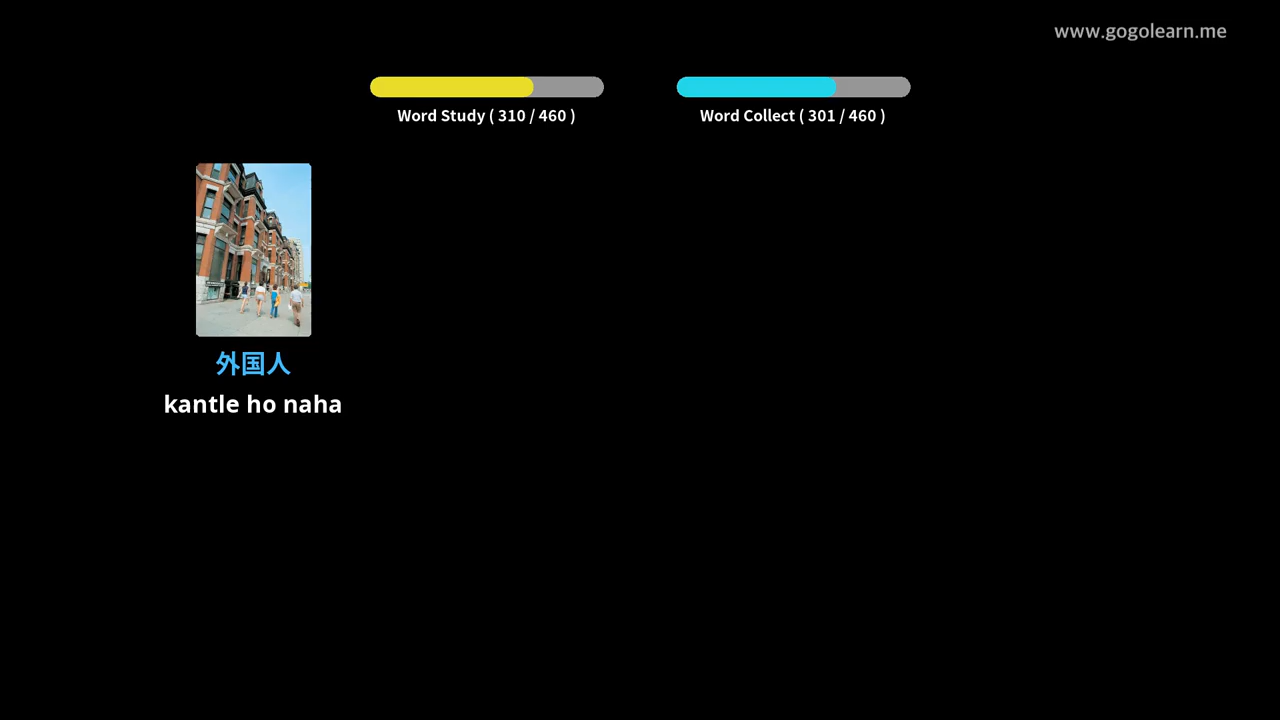 www.gogolearn.me
Word Study ( 310 / 460 )
Word Collect ( 301 / 460 )
外国人
kantle ho naha